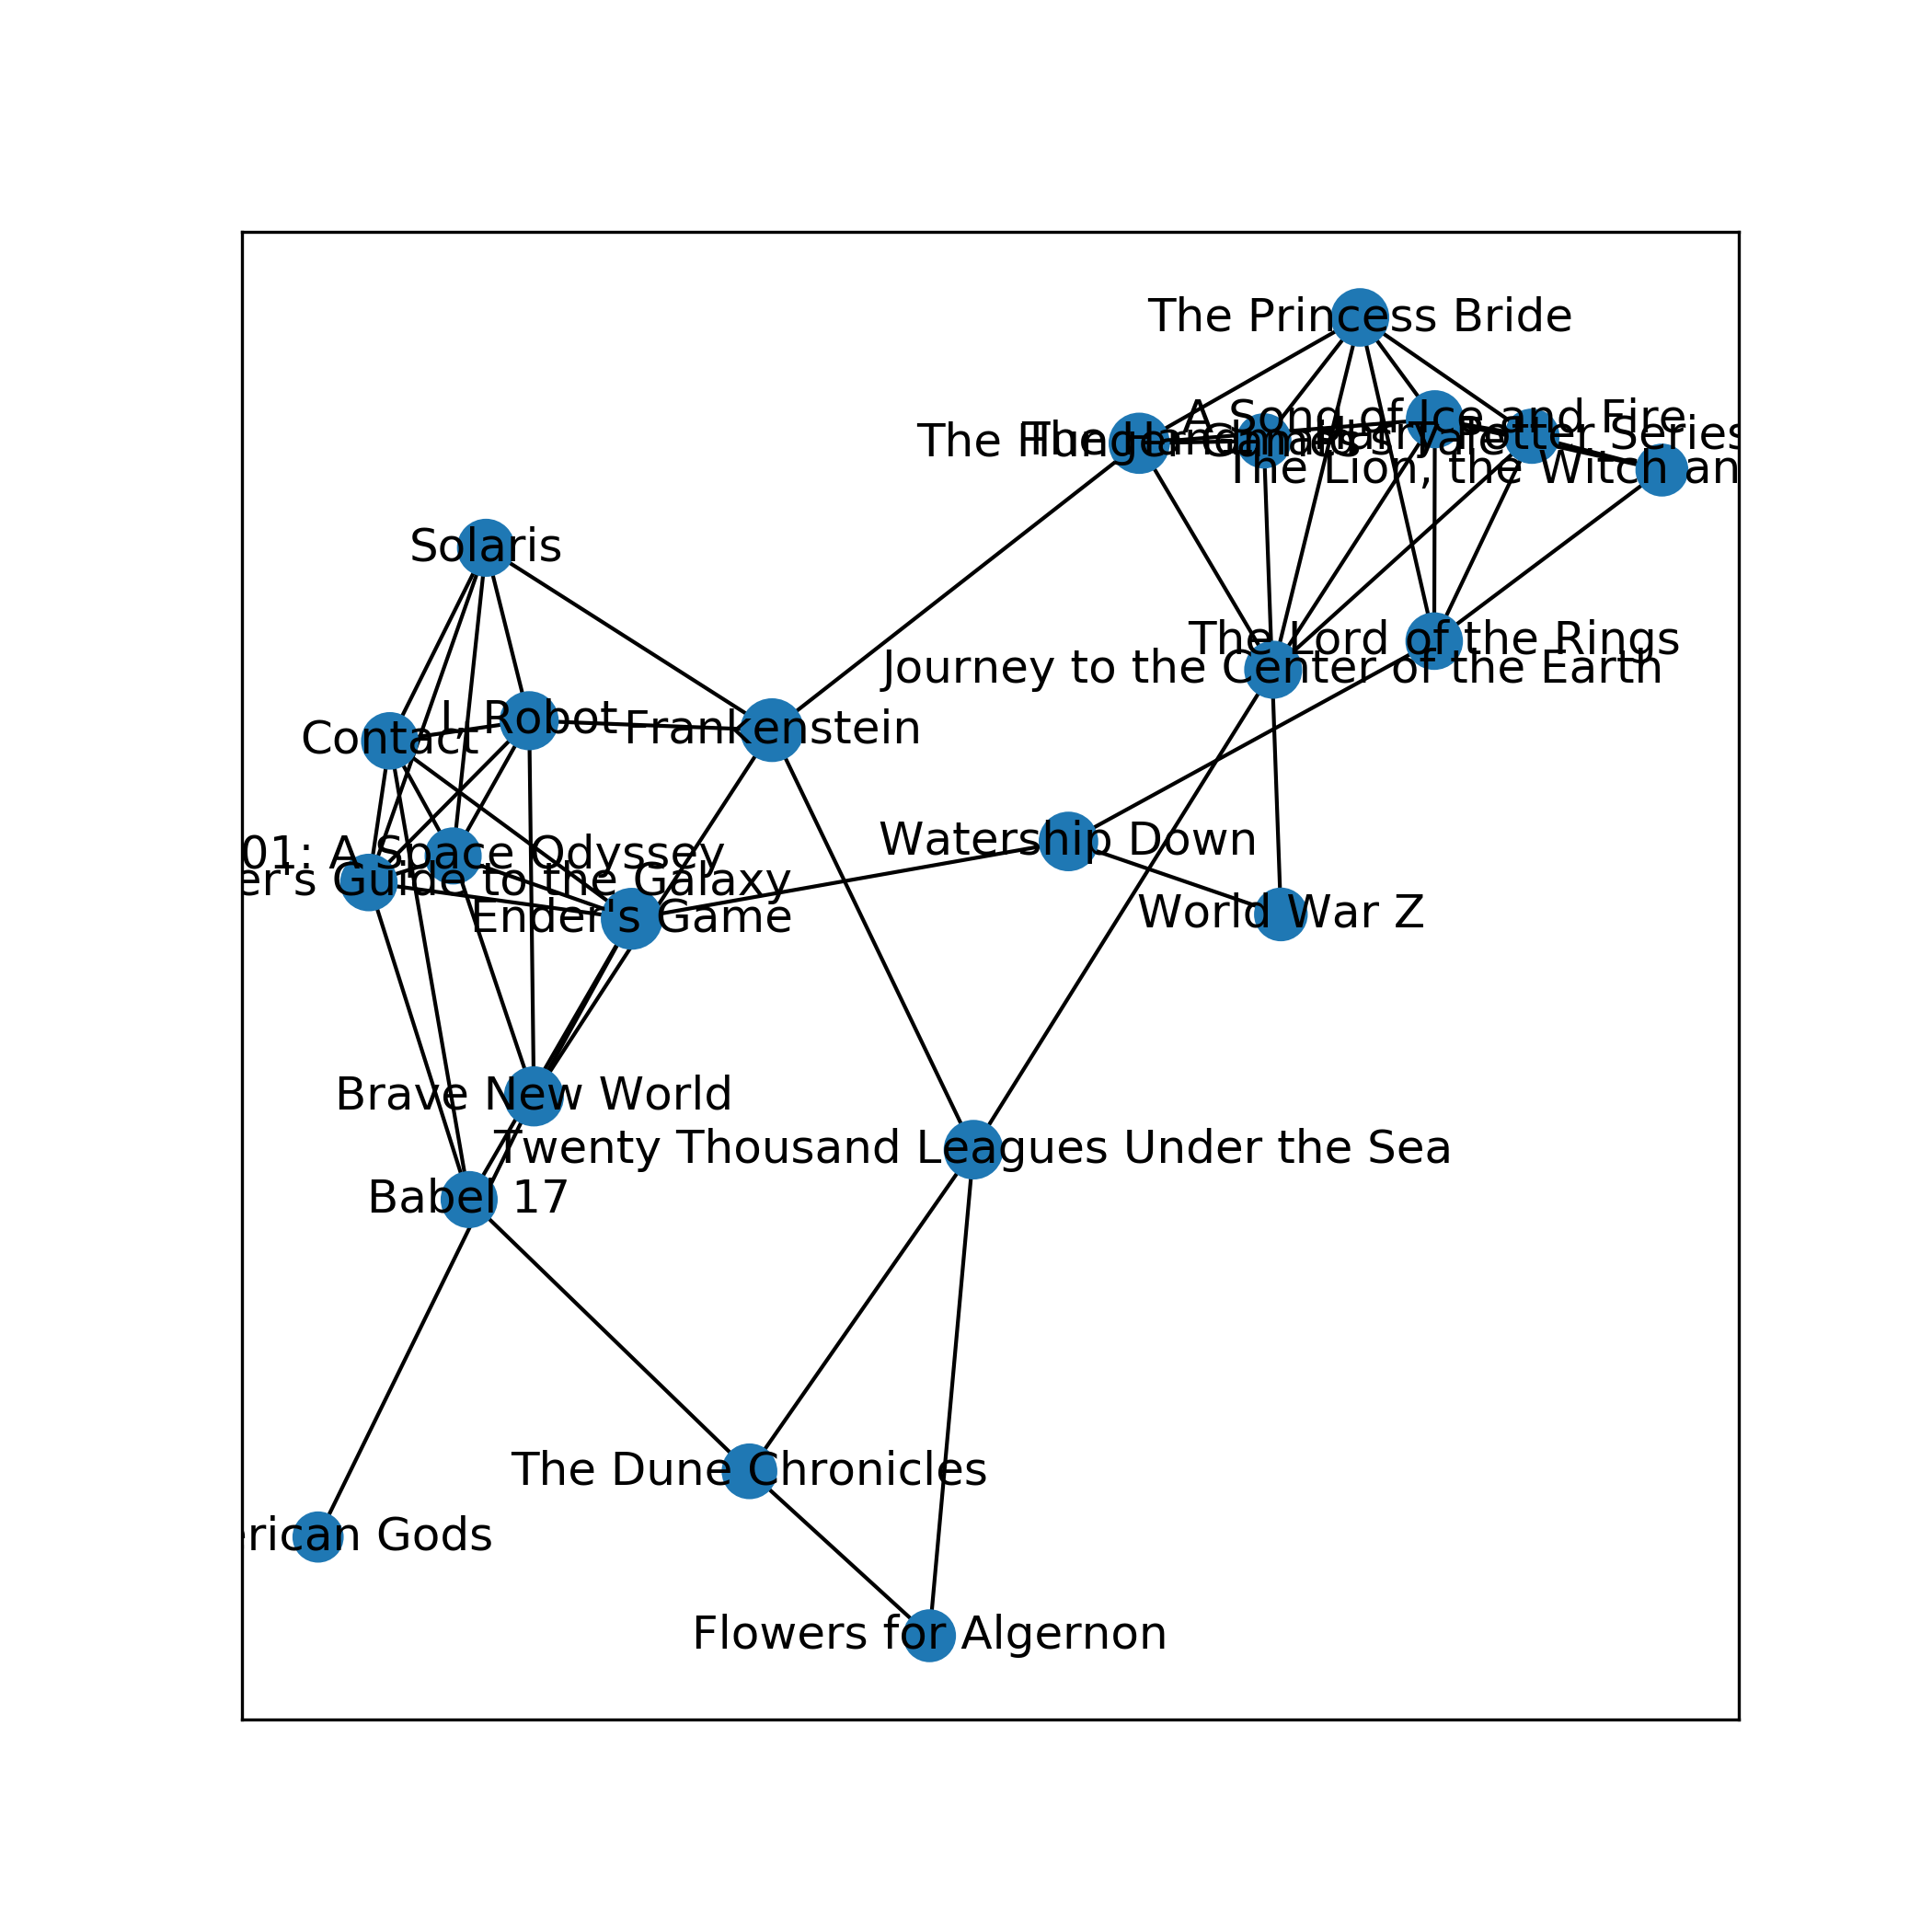 The Princess Bride
A Song of Ice and Fire
Harry Potter Series
The Handmaid's Tale
The Hunger Games
The Lion, the Witch an
Solaris
The Lord of the Rings
Journey to the Center of the Earth
I, Robot
Frankenstein
Contact
Watership Down
01: A Space Odyssey
er's Guide to the Galaxy
World War Z
Ender's Game
Brave New World
Twenty Thousand Leagues Under the Sea
Babel 17
The Dune Chronicles
erican Gods
Flowers for Algernon